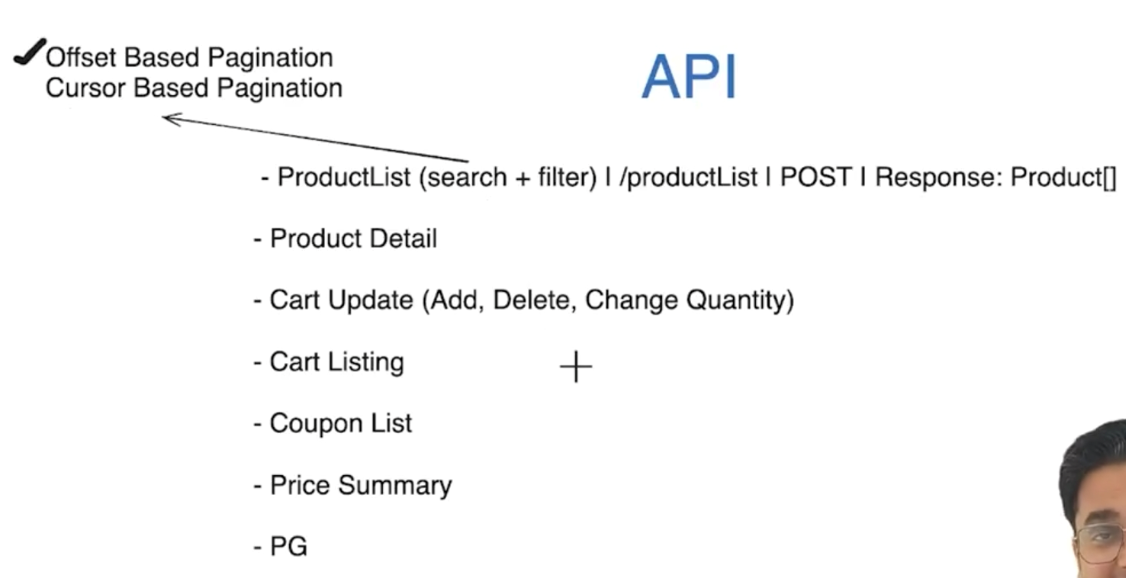 Offset Based Pagination
Cursor Based Pagination
API
- ProductList (search + filter) | /productList | POST | Response: Product[]
- Product Detail
- Cart Update (Add, Delete, Change Quantity)
- Cart Listing
- Coupon List
- Price Summary
- PG